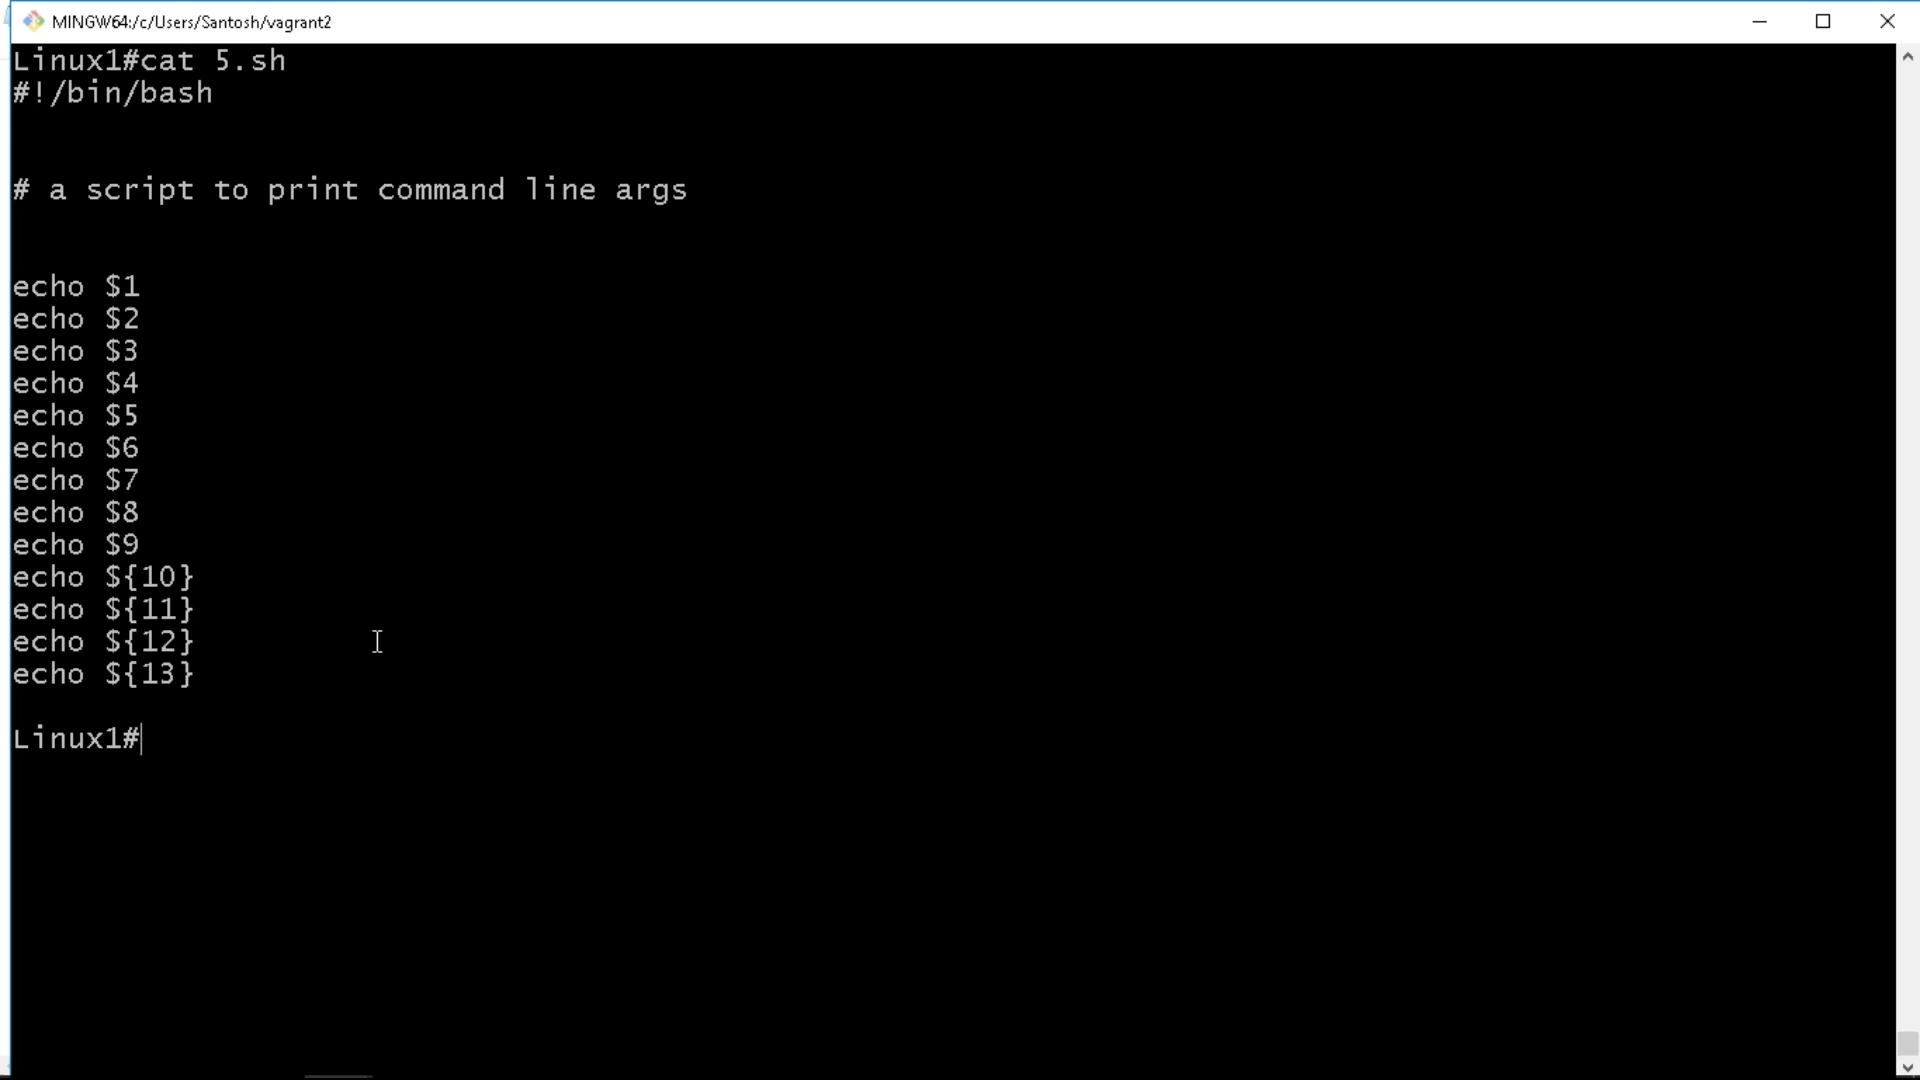 MINGW64:/c/Users/Santosh/vagrant2
Linux1#cat 5.sh
#!/bin/bash
# a script to print command line args
echo $1
echo $2
echo $3
echo $4
echo $5
echo $6
echo $7
echo $8
echo $9
echo ${10}
echo ${11}
echo ${12}
echo ${13}
Linux1#